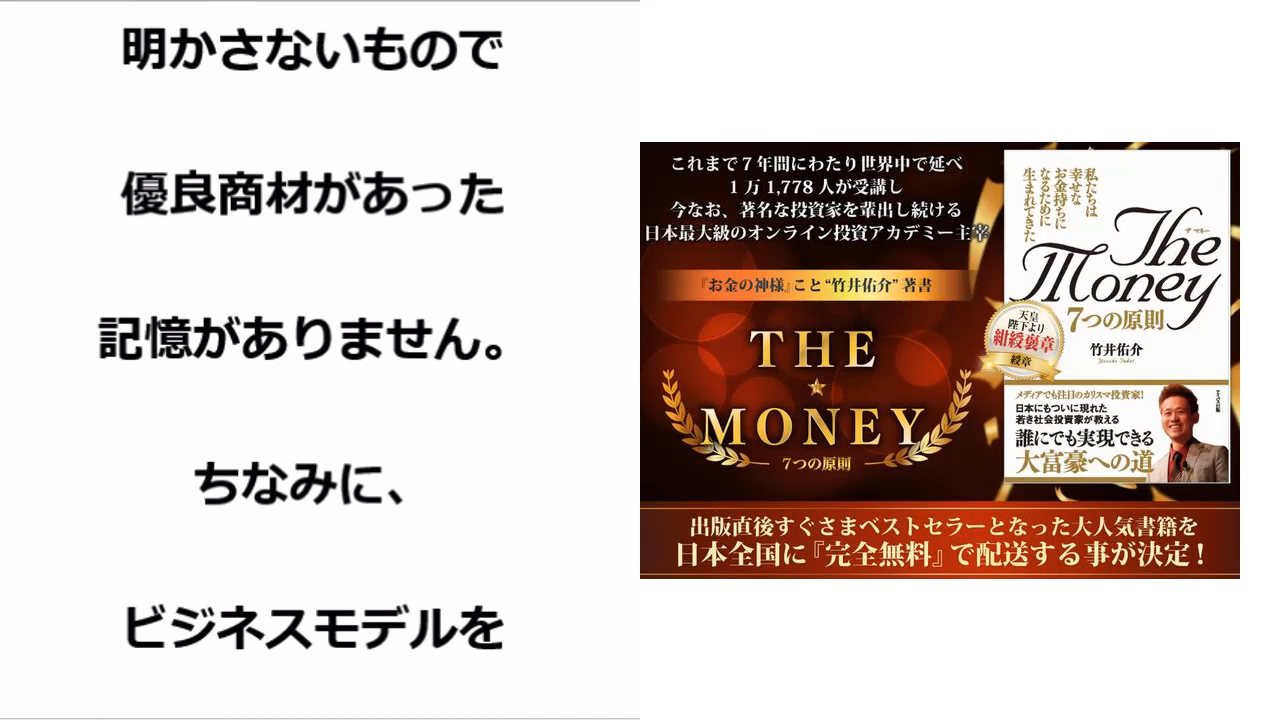 明かさないもので
優良商材があった
記憶がありません。
ちなみに、
ビジネスモデルを
これまで7年間にわたり世界中で延べ
1万1,778人が受講し
今なお、著名な投資家を輩出し続ける
日本最大級のオンライン投資アカデミー主宰
『お金の神様』こと“竹井佑介”著書
THE
MONEY
7つの原則
私たちは
幸せな
お金持ちに
なるために
生まれてきた
The
ザ マネー
Money
7つの原則
天皇
陛下より
紺綬褒章
綬章
竹井佑介
Yusuke Takei
メディアでも注目のカリスマ投資家!
日本にもついに現れた
若き社会投資家が教える
誰にでも実現できる
大富豪への道
出版直後すぐさまベストセラーとなった大人気書籍を
日本全国に『完全無料』で配送する事が決定!